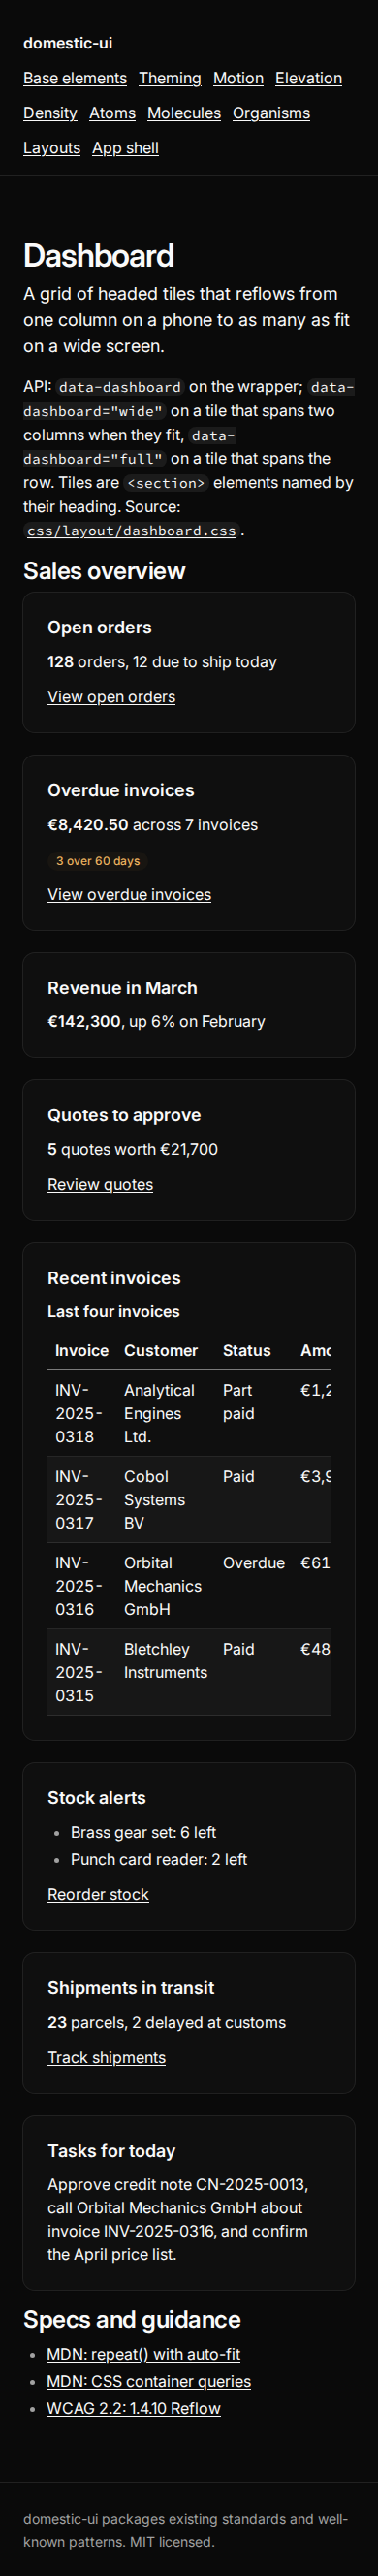 domestic-ui
Base elements Theming Motion Elevation
Density Atoms Molecules Organisms
Layouts App shell
Dashboard
A grid of headed tiles that reflows from
one column on a phone to as many as fit
on a wide screen.
API: data-dashboard on the wrapper; data-
dashboard="wide" on a tile that spans two
columns when they fit, data-
dashboard="full" on a tile that spans the
row. Tiles are <section> elements named by
their heading. Source:
css/layout/dashboard.css.
Sales overview
Open orders
128 orders, 12 due to ship today
View open orders
Overdue invoices
€8,420.50 across 7 invoices
3 over 60 days
View overdue invoices
Revenue in March
€142,300, up 6% on February
Quotes to approve
5 quotes worth €21,700
Review quotes
Recent invoices
Last four invoices
Invoice Customer Status Amo
INV- Analytical Part €1,2
2025- Engines paid
0318 Ltd.
INV- Cobol Paid €3,9
2025- Systems
0317 BV
INV- Orbital Overdue €61
2025- Mechanics
0316 GmbH
INV- Bletchley Paid €48
2025- Instruments
0315
Stock alerts
Brass gear set: 6 left
Punch card reader: 2 left
Reorder stock
Shipments in transit
23 parcels, 2 delayed at customs
Track shipments
Tasks for today
Approve credit note CN-2025-0013,
call Orbital Mechanics GmbH about
invoice INV-2025-0316, and confirm
the April price list.
Specs and guidance
MDN: repeat() with auto-fit
MDN: CSS container queries
WCAG 2.2: 1.4.10 Reflow
domestic-ui packages existing standards and well-
known patterns. MIT licensed.